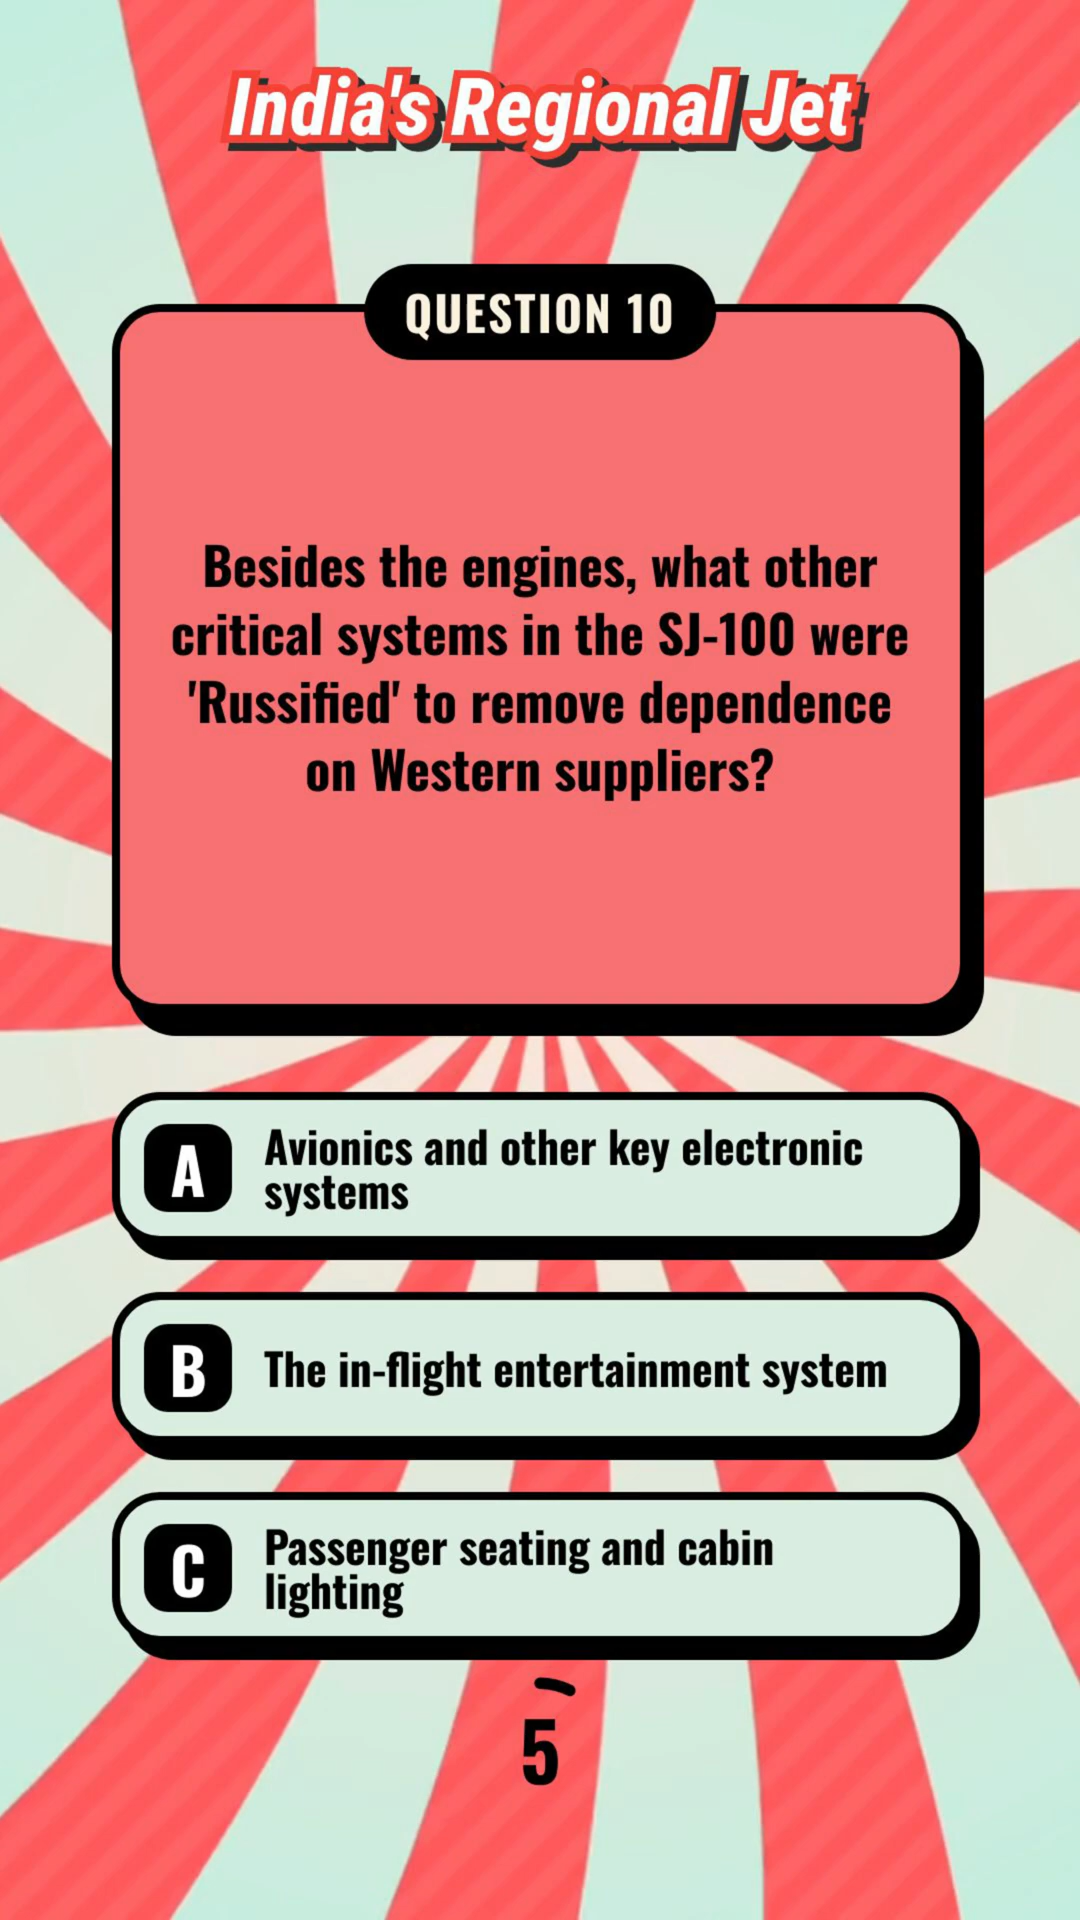 India's Regional Jet
QUESTION 10
Besides the engines, what other
critical systems in the SJ-100 were
'Russified' to remove dependence
on Western suppliers?
A
Avionics and other key electronic
systems
B
The in-flight entertainment system
C
Passenger seating and cabin
lighting
5